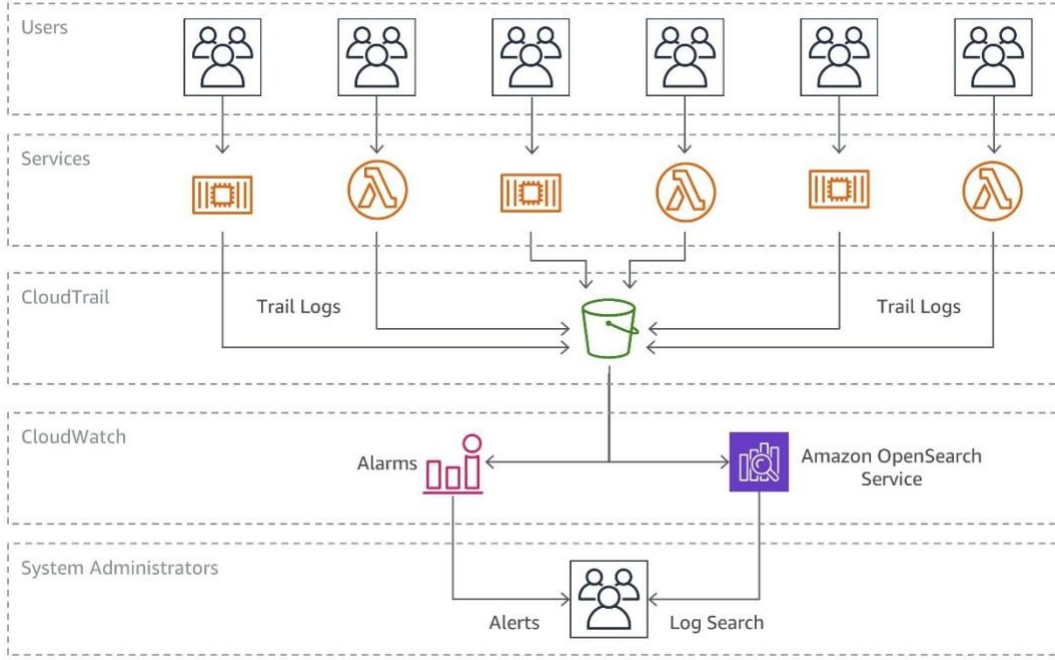 Users
Services
CloudTrail
Trail Logs
Trail Logs
CloudWatch
Alarms
Amazon OpenSearch
Service
System Administrators
Alerts
Log Search